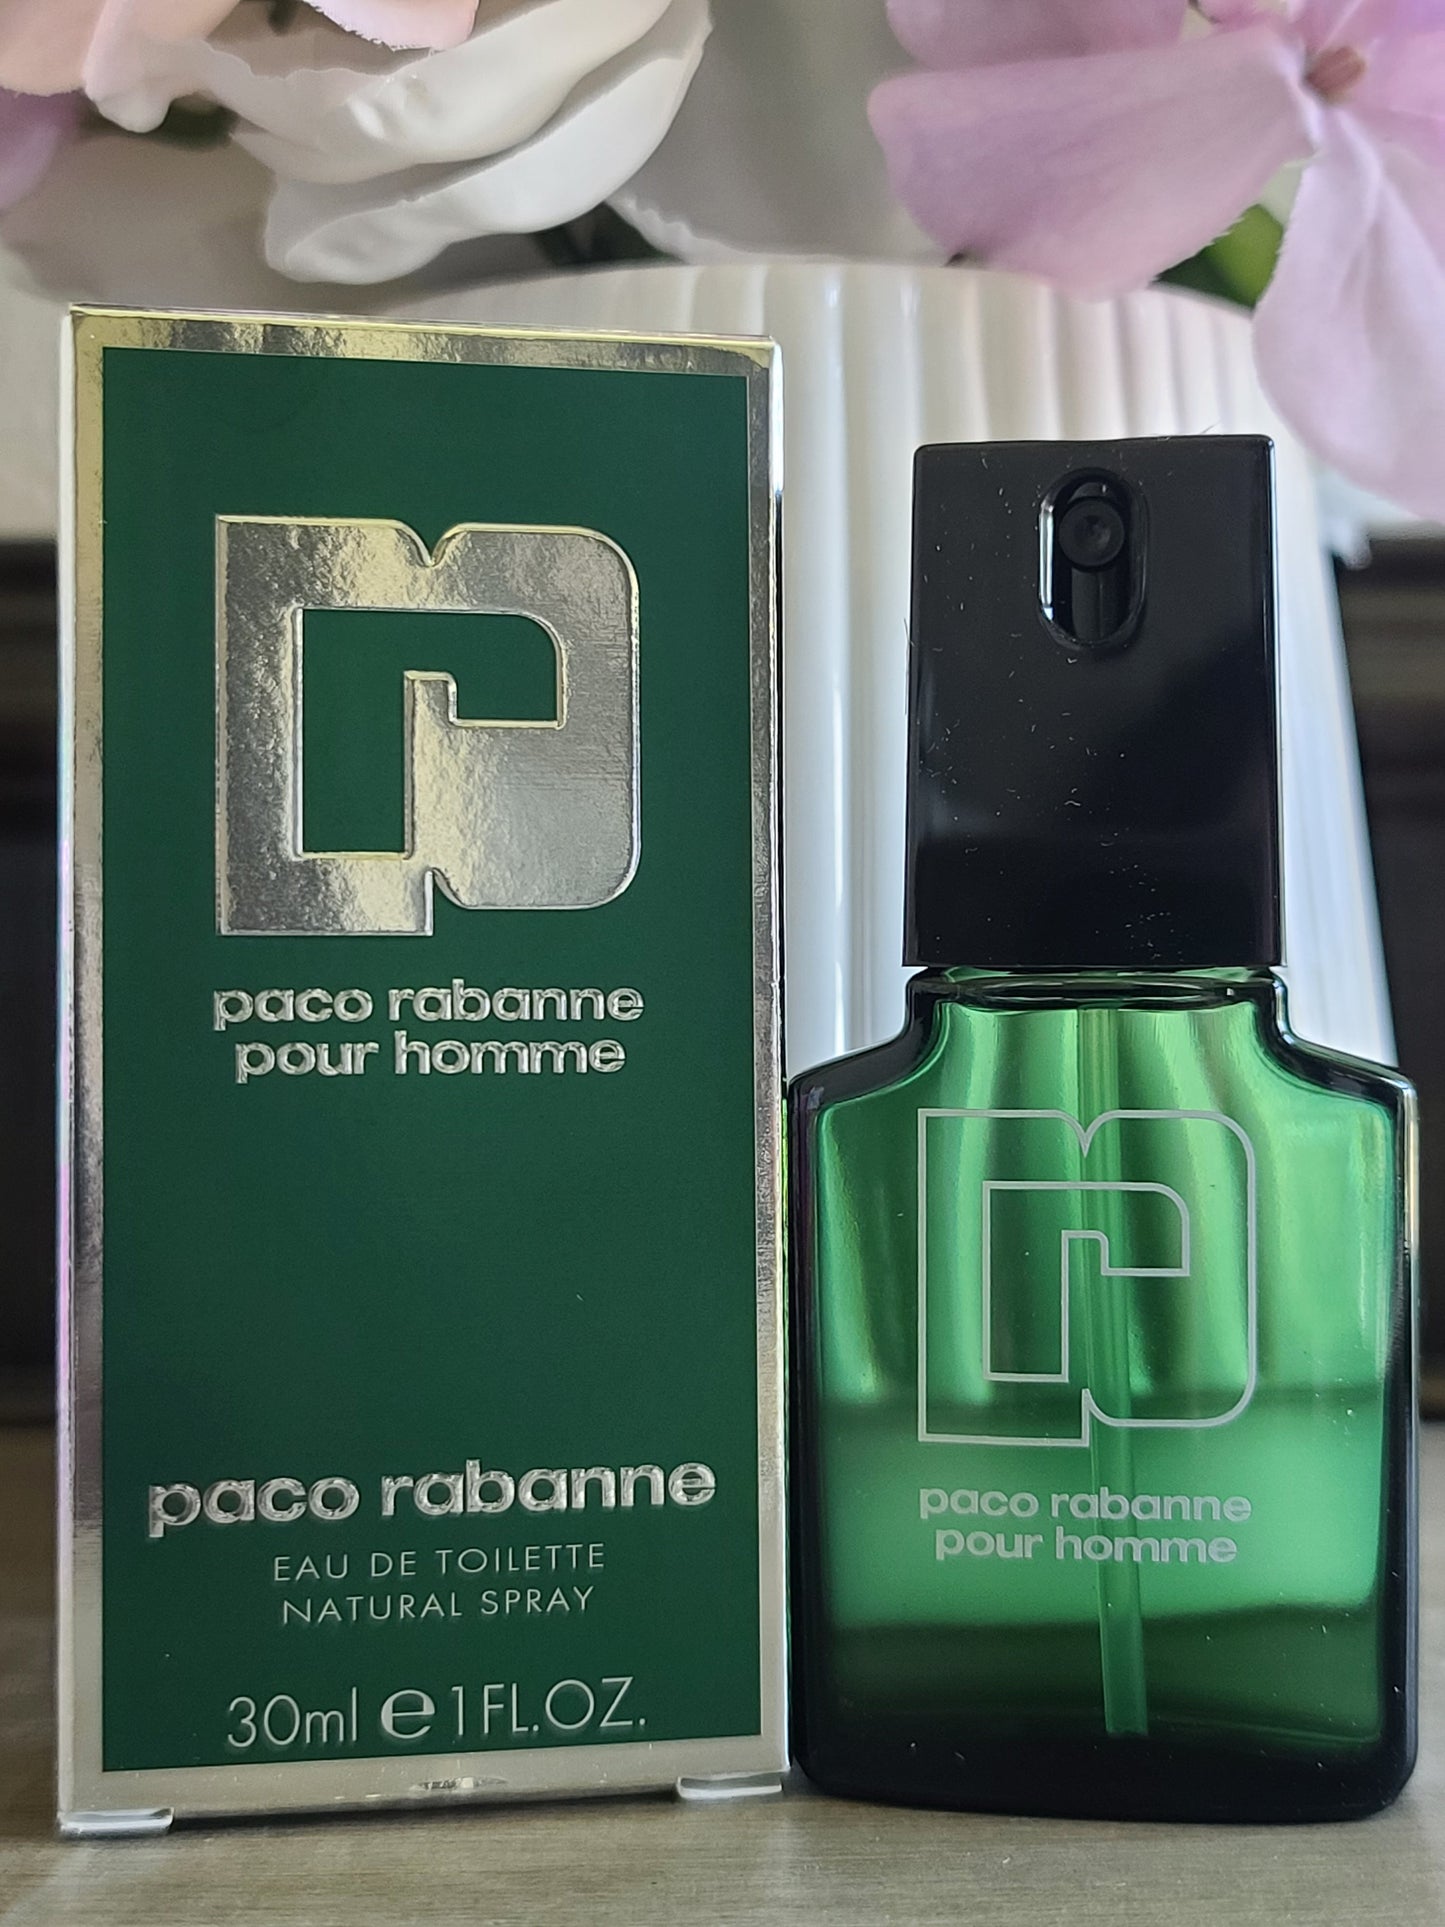 paco rabanne
pour homme
paco rabanne
EAU DE TOILETTE
NATURAL SPRAY
30ml e 1FL.OZ.
paco rabanne
pour homme